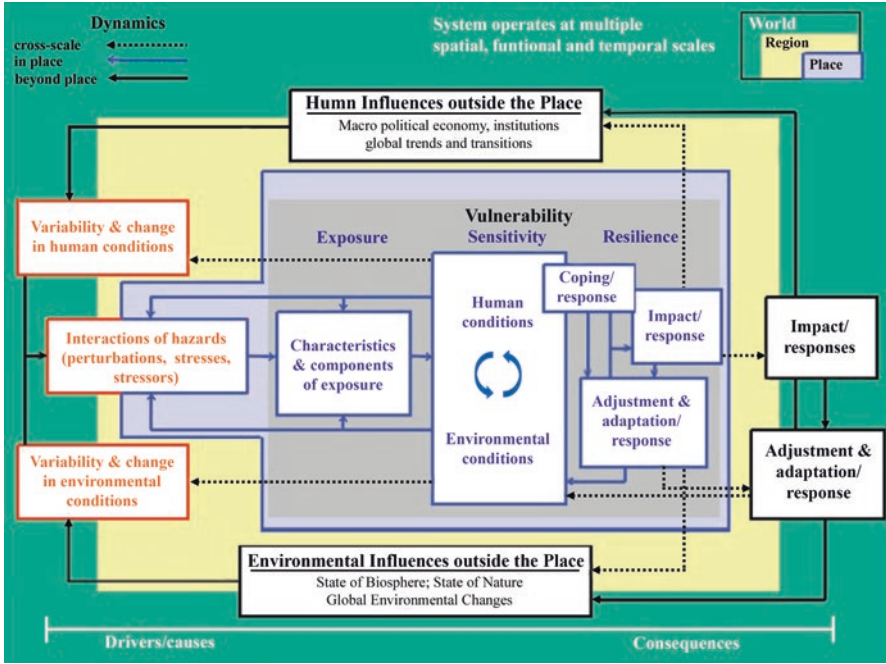 Dynamics
cross-scale
in place
beyond place
System operates at multiple
spatial, funtional and temporal scales
World
Region
Place
Humn Influences outside the Place
Macro political economy, institutions
global trends and transitions
Variability & change
in human conditions
Vulnerability
Exposure
Sensitivity
Resilience
Coping/
response
Human
conditions
Impact/
response
Impact/
responses
Interactions of hazards
(perturbations, stresses,
stressors)
Characteristics
& components
of exposure
Adjustment &
adaptation/
response
Environmental
conditions
Variability & change
in environmental
conditions
Adjustment &
adaptation/
response
Environmental Influences outside the Place
State of Biosphere; State of Nature
Global Environmental Changes
Drivers/causes
Consequences